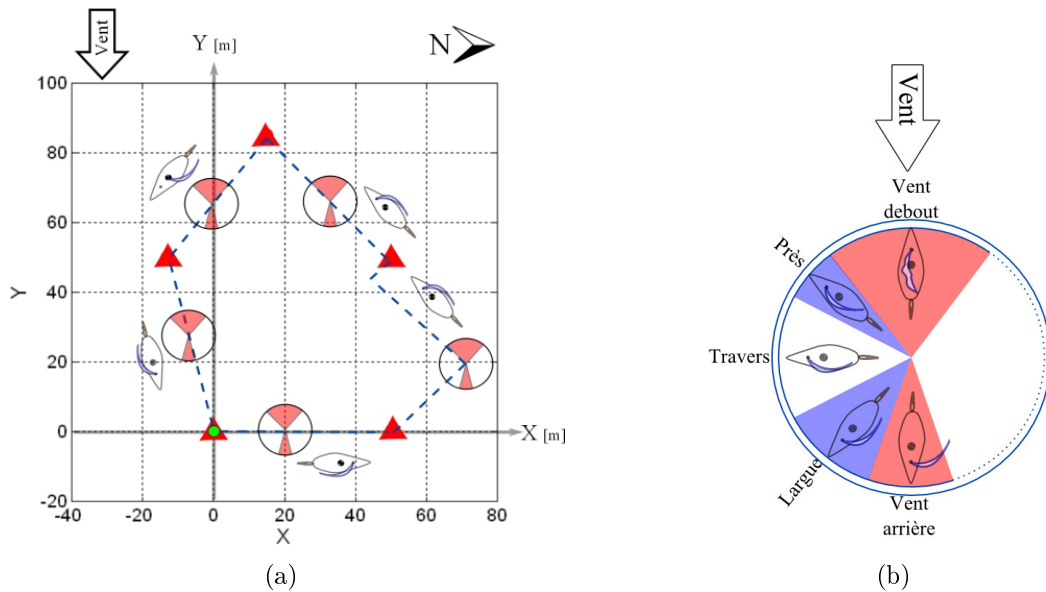 Vent
Y [m]
N
100
80
60
40
20
0
-20
Y
-40
-20
0
20
40
60
80
X
X [m]
(a)
Vent
Vent
debout
Près
Travers
Largue
Vent
arrière
(b)